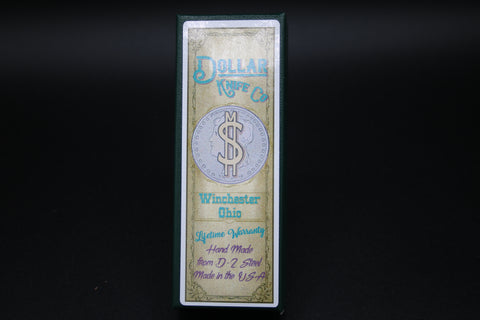 Dollar
Knife Co
$
Winchester
Ohio
Lifetime Warranty
Hand Made
from D-2 Steel
Made in the U.S.A.